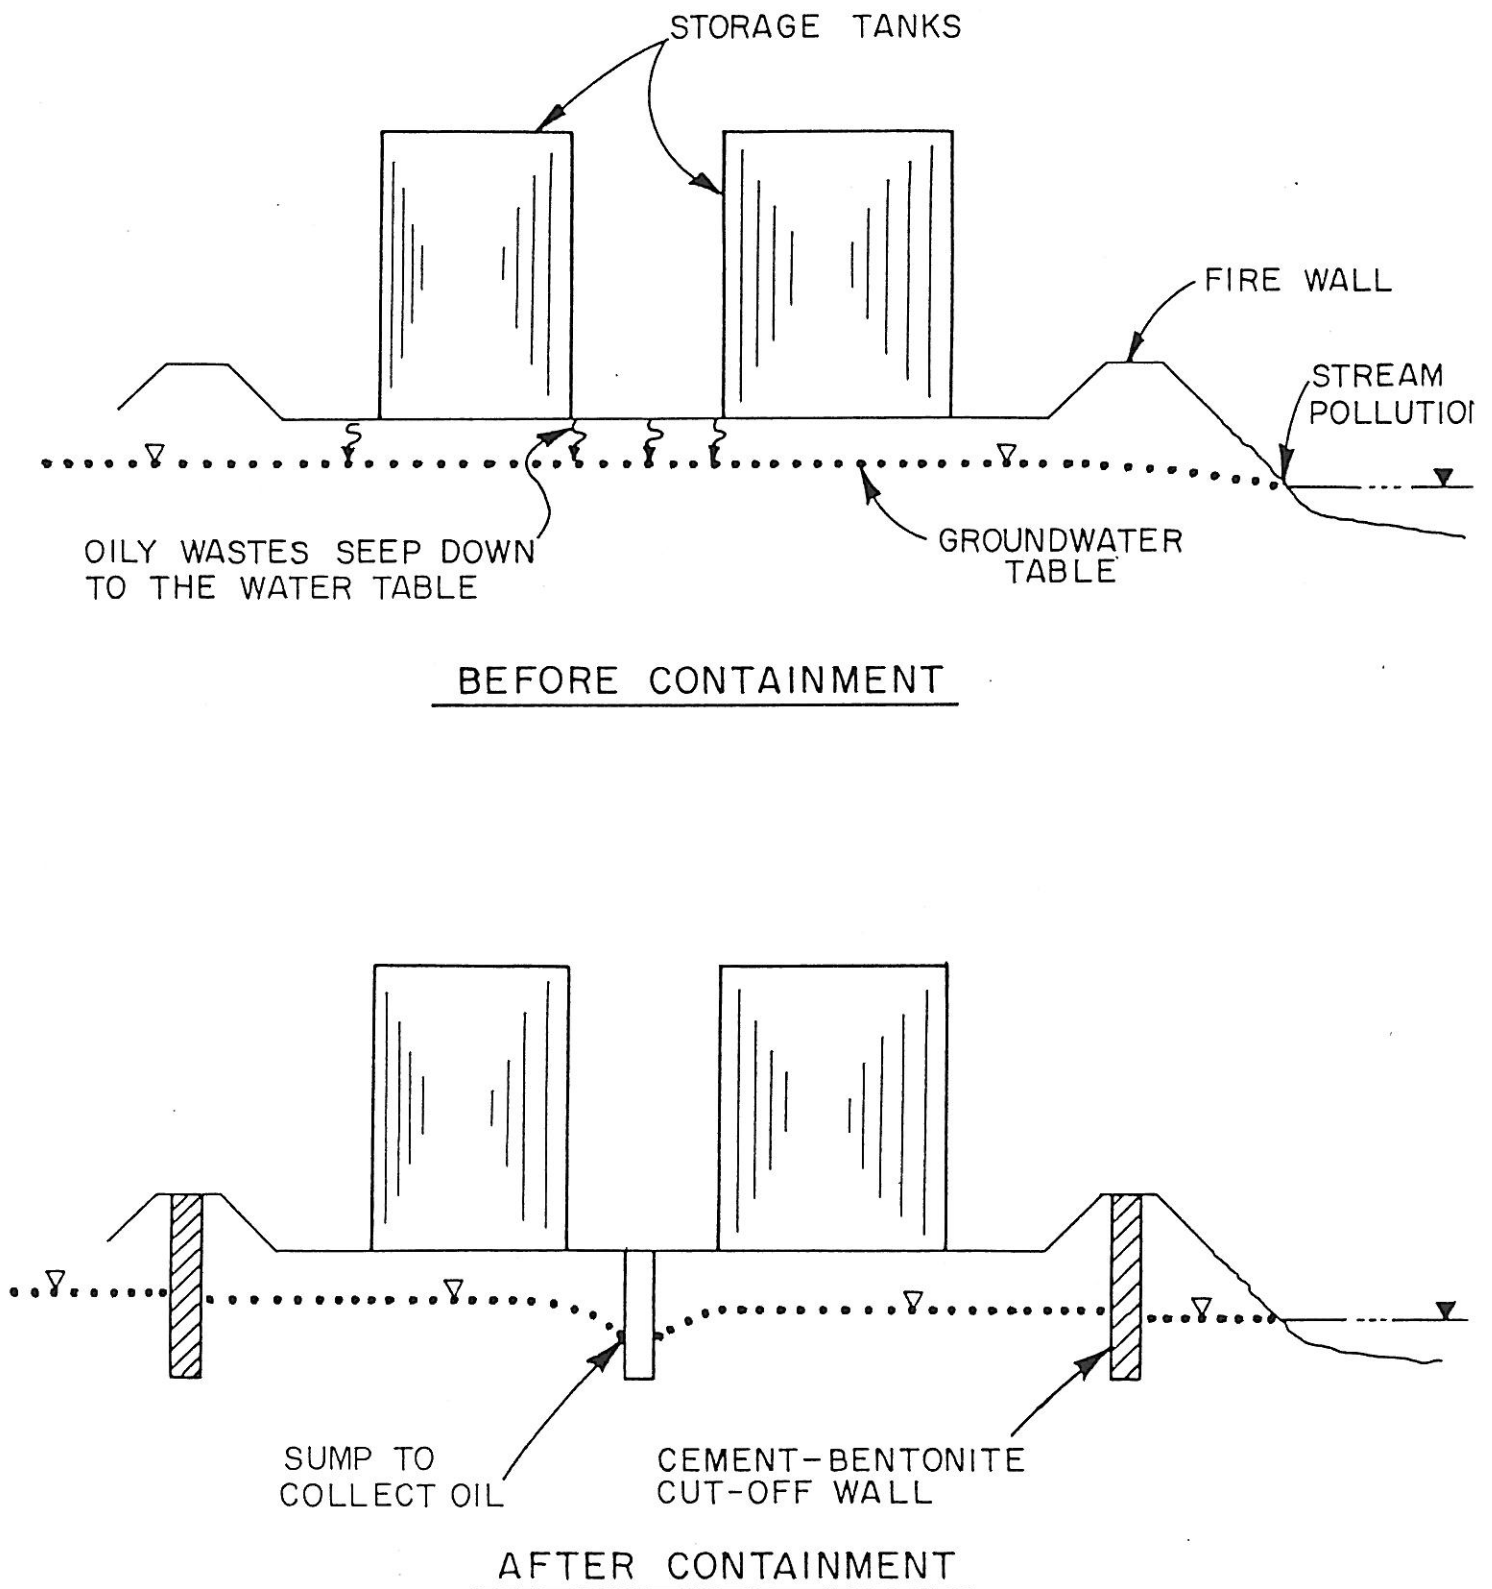 STORAGE TANKS
FIRE WALL
STREAM
POLLUTION
OILY WASTES SEEP DOWN
TO THE WATER TABLE
GROUNDWATER
TABLE
BEFORE CONTAINMENT
SUMP TO
COLLECT OIL
CEMENT-BENTONITE
CUT-OFF WALL
AFTER CONTAINMENT